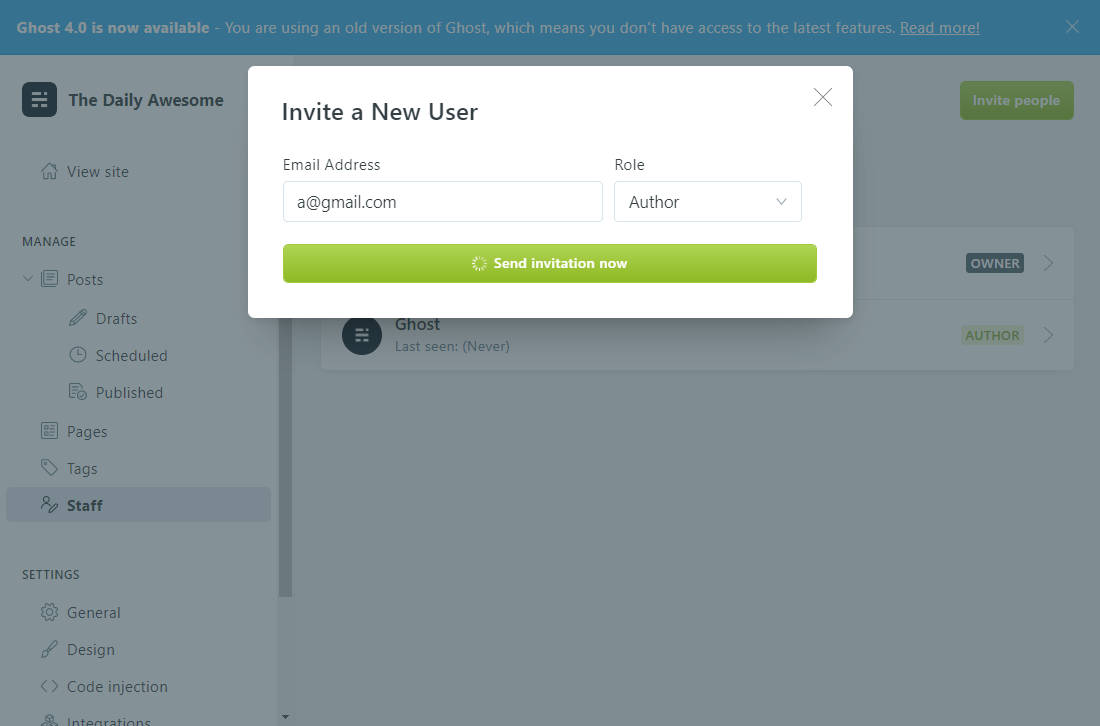 Ghost 4.0 is now available - You are using an old version of Ghost, which means you don't have access to the latest features. Read more!
The Daily Awesome
View site
MANAGE
Posts
Drafts
Scheduled
Published
Pages
Tags
Staff
SETTINGS
General
Design
Code injection
Integrations
Invite people
Invite a New User
Email Address
Role
a@gmail.com
Author
Send invitation now
OWNER
Ghost
Last seen: (Never)
AUTHOR